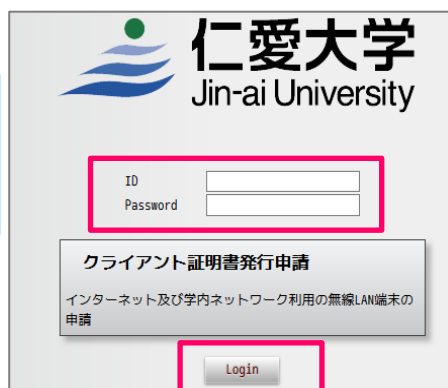 仁愛大学
Jin-ai University
ID
Password
クライアント証明書発行申請
インターネット及び学内ネットワーク利用の無線LAN端末の
申請
Login